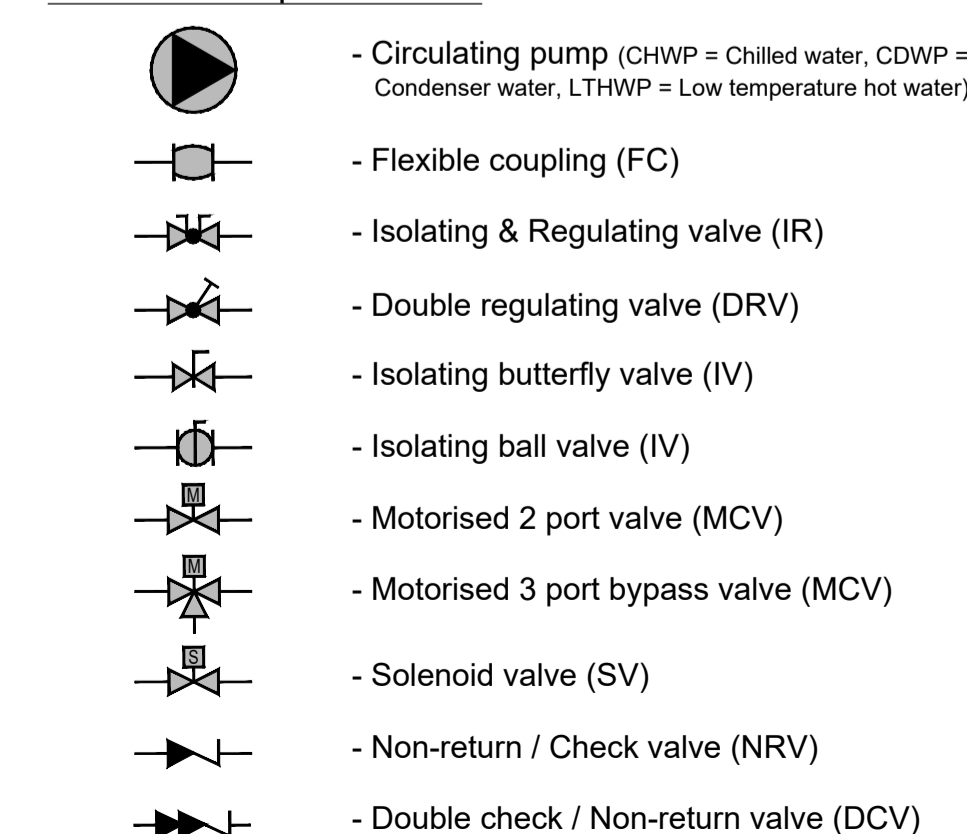 - Circulating pump (CHWP = Chilled water, CDWP =
Condenser water, LTHWP = Low temperature hot water)
- Flexible coupling (FC)
- Isolating & Regulating valve (IR)
- Double regulating valve (DRV)
- Isolating butterfly valve (IV)
- Isolating ball valve (IV)
M
- Motorised 2 port valve (MCV)
M
- Motorised 3 port bypass valve (MCV)
S
- Solenoid valve (SV)
- Non-return / Check valve (NRV)
- Double check / Non-return valve (DCV)